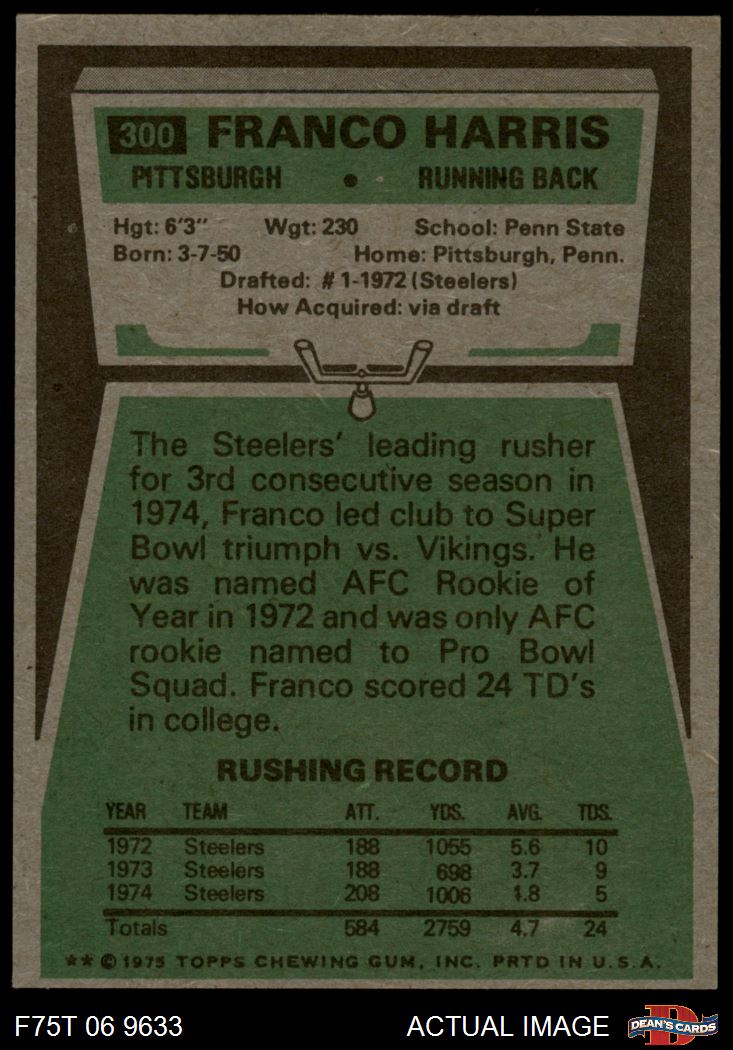 300 FRANCO HARRIS
PITTSBURGH • RUNNING BACK
Hgt: 6'3" Wgt: 230 School: Penn State
Born: 3-7-50 Home: Pittsburgh, Penn.
Drafted: #1-1972 (Steelers)
How Acquired: via draft
The Steelers' leading rusher
for 3rd consecutive season in
1974, Franco led club to Super
Bowl triumph vs. Vikings. He
was named AFC Rookie of
Year in 1972 and was only AFC
rookie named to Pro Bowl
Squad. Franco scored 24 TD's
in college.
RUSHING RECORD
YEAR TEAM ATT. YDS. AVG. TDS.
1972 Steelers 188 1055 5.6 10
1973 Steelers 188 698 3.7 9
1974 Steelers 208 1006 4.8 5
Totals 584 2759 4.7 24
** © 1975 TOPPS CHEWING GUM, INC. PRTD IN U.S.A.
F75T 06 9633 ACTUAL IMAGE D DEAN'S CARDS